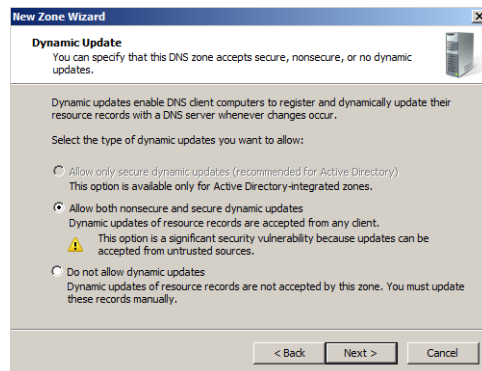 New Zone Wizard
Dynamic Update
You can specify that this DNS zone accepts secure, nonsecure, or no dynamic
updates.
Dynamic updates enable DNS client computers to register and dynamically update their
resource records with a DNS server whenever changes occur.
Select the type of dynamic updates you want to allow:
Allow only secure dynamic updates (recommended for Active Directory)
This option is available only for Active Directory-integrated zones.
Allow both nonsecure and secure dynamic updates
Dynamic updates of resource records are accepted from any client.
This option is a significant security vulnerability because updates can be
accepted from untrusted sources.
Do not allow dynamic updates
Dynamic updates of resource records are not accepted by this zone. You must update
these records manually.
< Back Next > Cancel